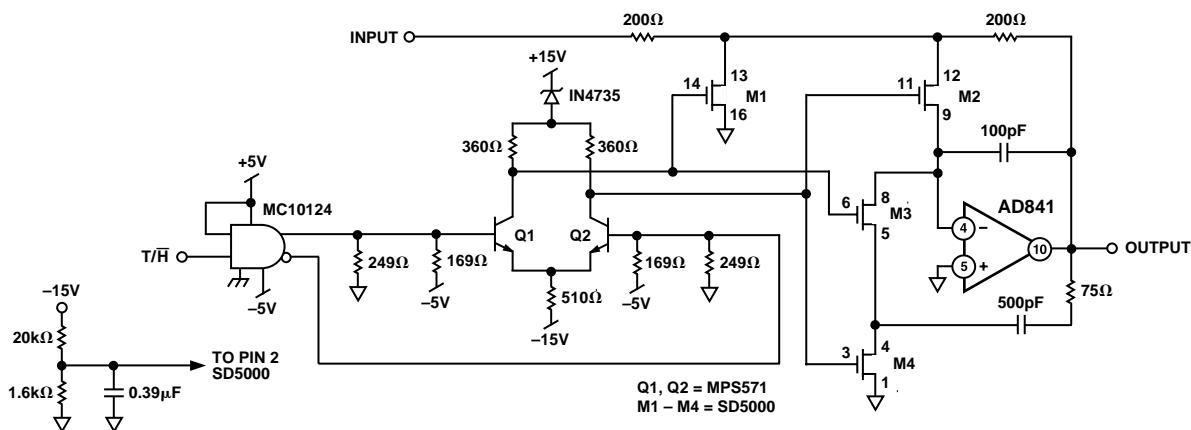 200Ω
200Ω
INPUT
+15V
13
12
14
M1
11
M2
IN4735
16
9
360Ω
360Ω
100pF
+5V
MC10124
8
AD841
6
M3
Q1
Q2
4
–
5
10
OUTPUT
T/H̅
5
+
249Ω
169Ω
169Ω
249Ω
–5V
–5V
510Ω
–5V
75Ω
500pF
–15V
–15V
20kΩ
TO PIN 2
SD5000
4
3
M4
1.6kΩ
0.39µF
1
Q1, Q2 = MPS571
M1 – M4 = SD5000